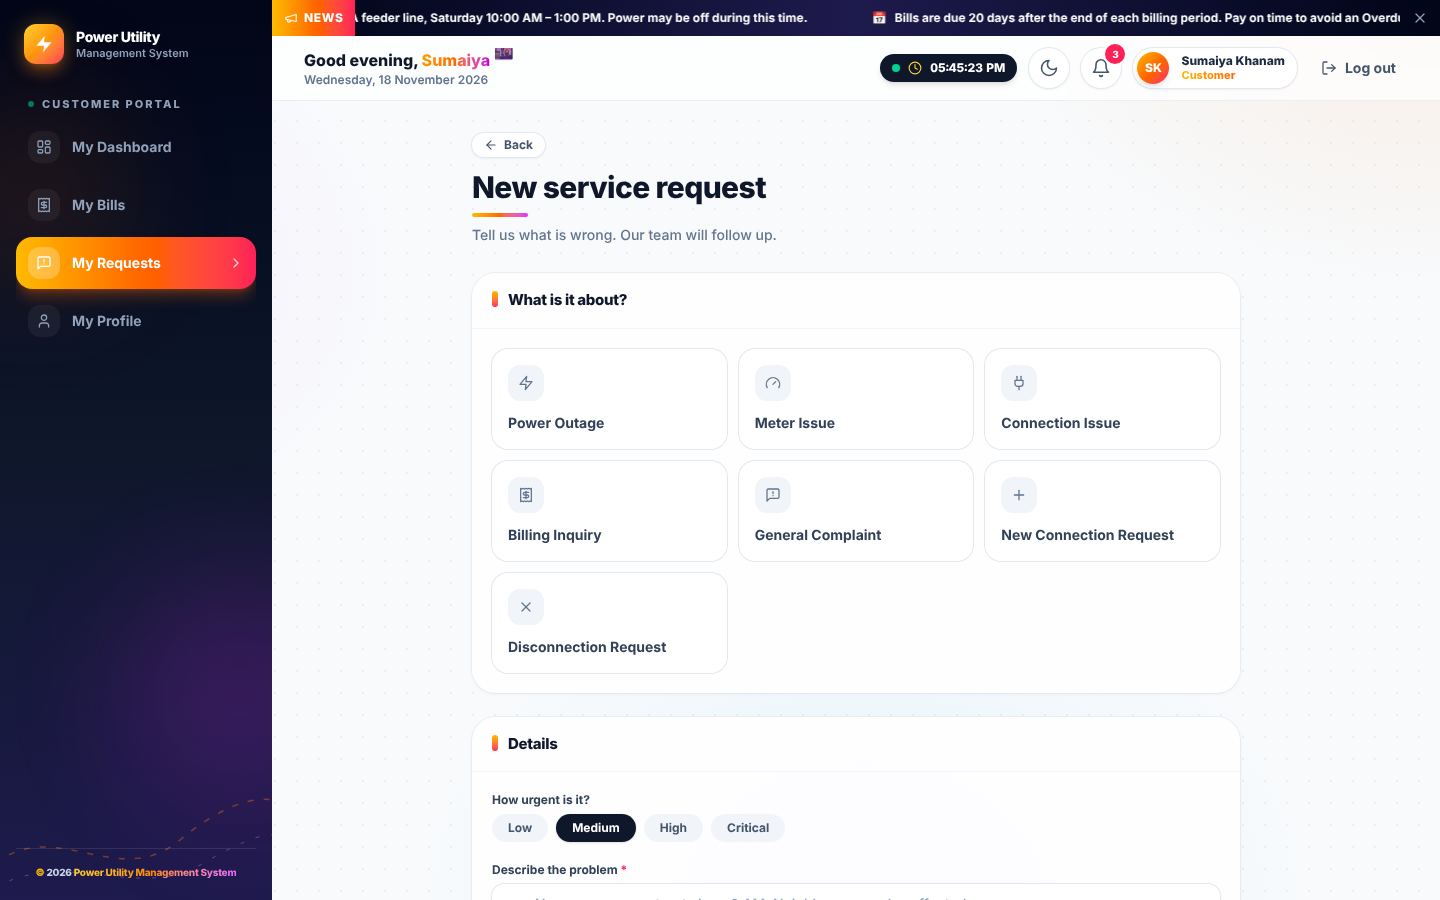 NEWS
feeder line, Saturday 10:00 AM – 1:00 PM. Power may be off during this time.
Bills are due 20 days after the end of each billing period. Pay on time to avoid an
Power Utility
Management System
CUSTOMER PORTAL
My Dashboard
My Bills
My Requests
My Profile
© 2026 Power Utility Management System
Good evening, Sumaiya
Wednesday, 18 November 2026
05:45:23 PM
3
SK
Sumaiya Khanam
Customer
Log out
Back
New service request
Tell us what is wrong. Our team will follow up.
What is it about?
Power Outage
Meter Issue
Connection Issue
Billing Inquiry
General Complaint
New Connection Request
Disconnection Request
Details
How urgent is it?
Low
Medium
High
Critical
Describe the problem *